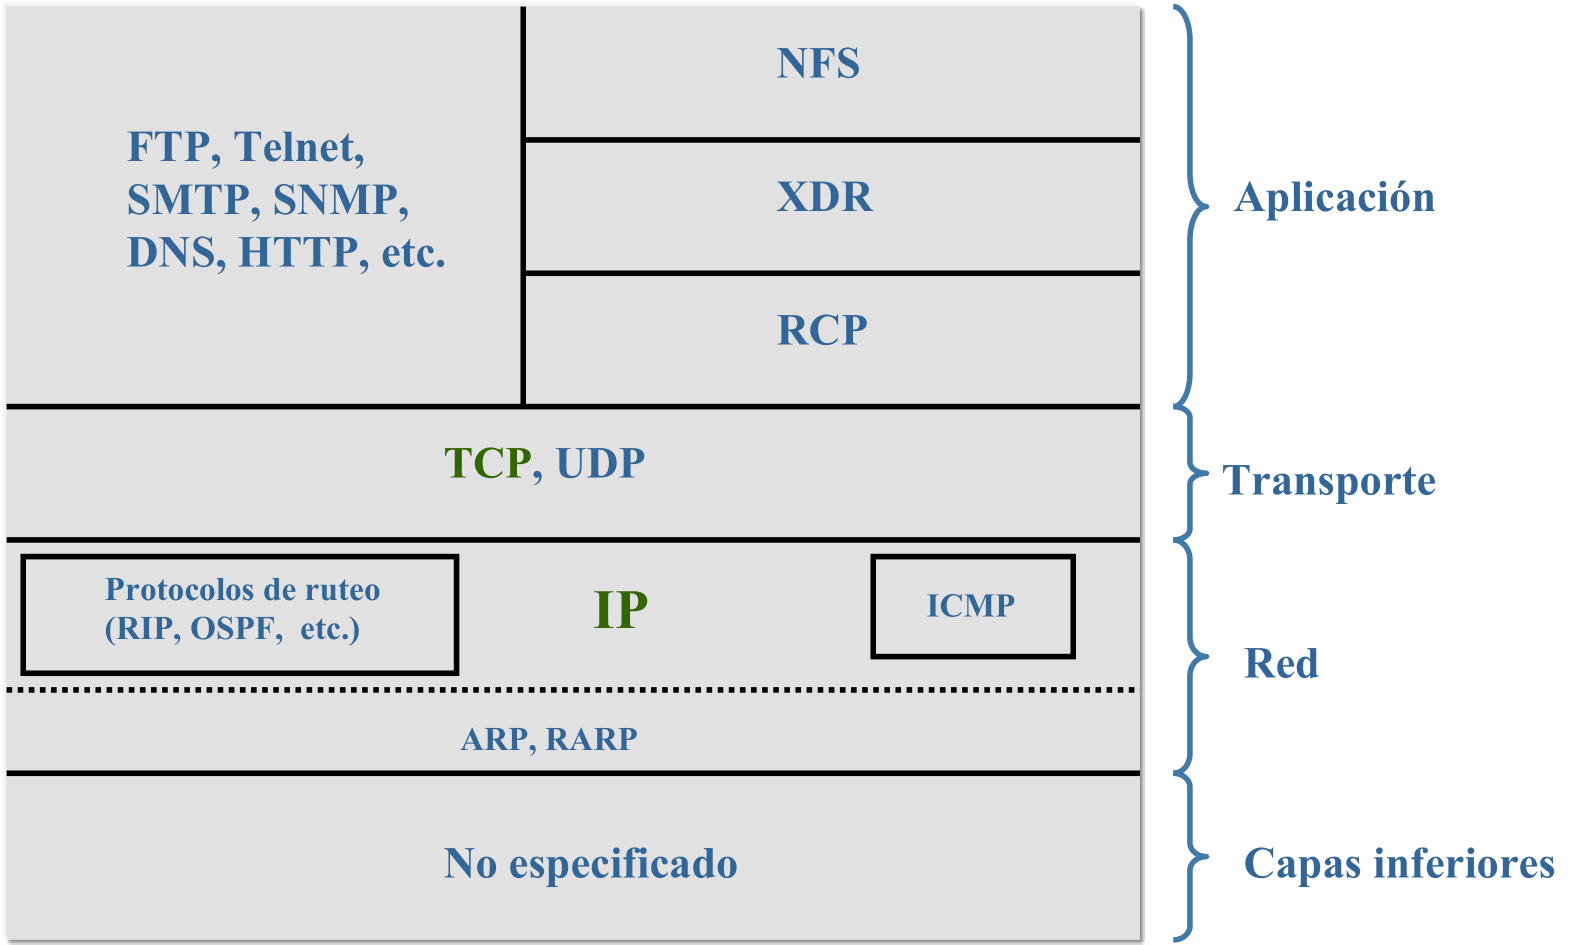 NFS
FTP, Telnet,
SMTP, SNMP,
DNS, HTTP, etc.
XDR
RCP
Aplicación
TCP, UDP
Transporte
Protocolos de ruteo
(RIP, OSPF, etc.)
IP
ICMP
Red
ARP, RARP
No especificado
Capas inferiores